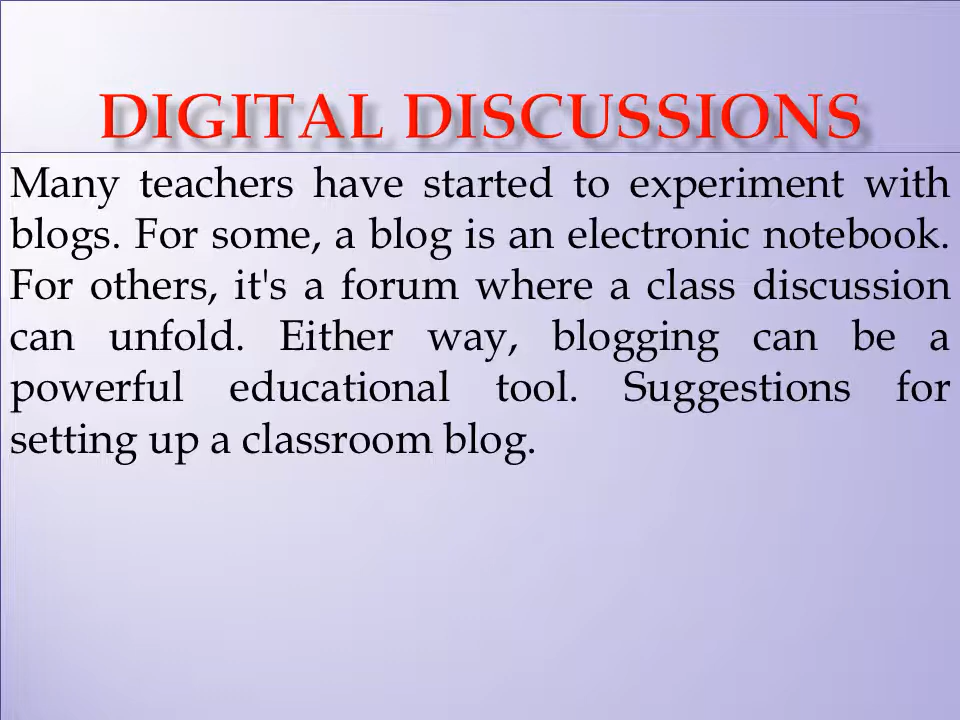 DIGITAL DISCUSSIONS
Many teachers have started to experiment with
blogs. For some, a blog is an electronic notebook.
For others, it's a forum where a class discussion
can unfold. Either way, blogging can be a
powerful educational tool. Suggestions for
setting up a classroom blog.